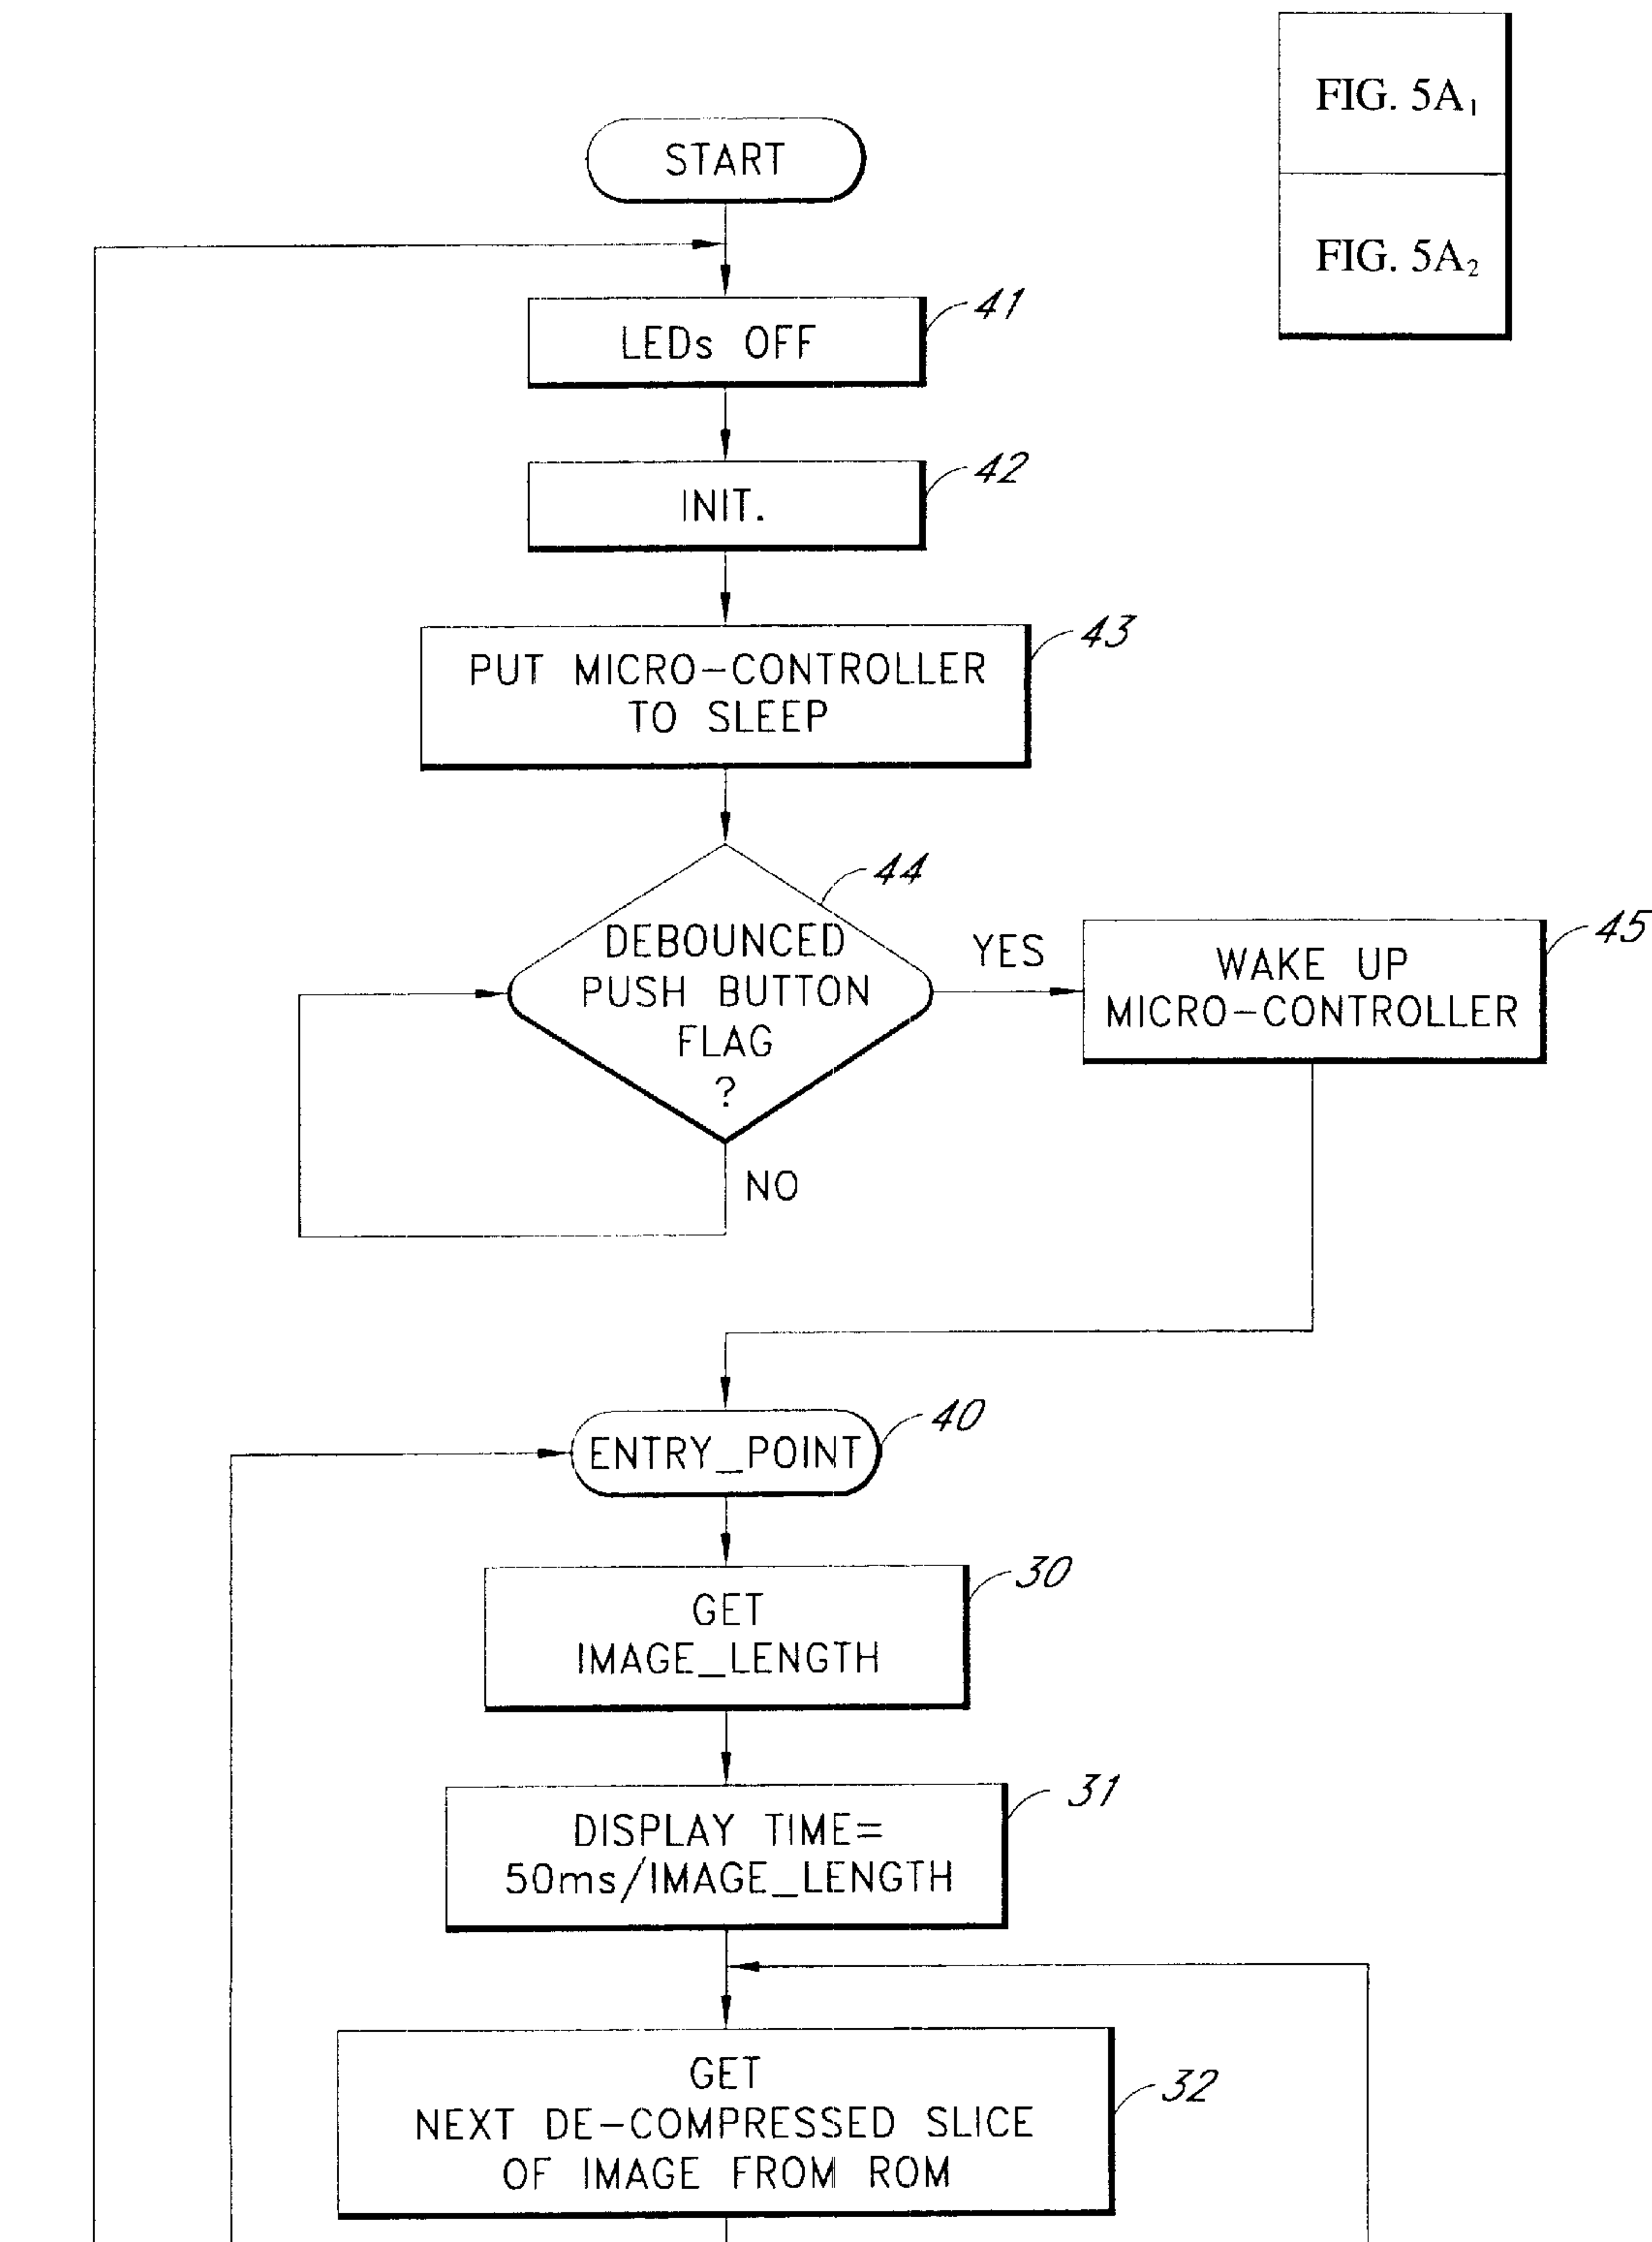 FIG. 5A₁
FIG. 5A₂
START
LEDs OFF
41
INIT.
42
PUT MICRO-CONTROLLER
TO SLEEP
43
DEBOUNCED
PUSH BUTTON
FLAG
?
44
YES
NO
WAKE UP
MICRO-CONTROLLER
45
ENTRY_POINT
40
GET
IMAGE_LENGTH
30
DISPLAY TIME=
50ms/IMAGE_LENGTH
31
GET
NEXT DE-COMPRESSED SLICE
OF IMAGE FROM ROM
32